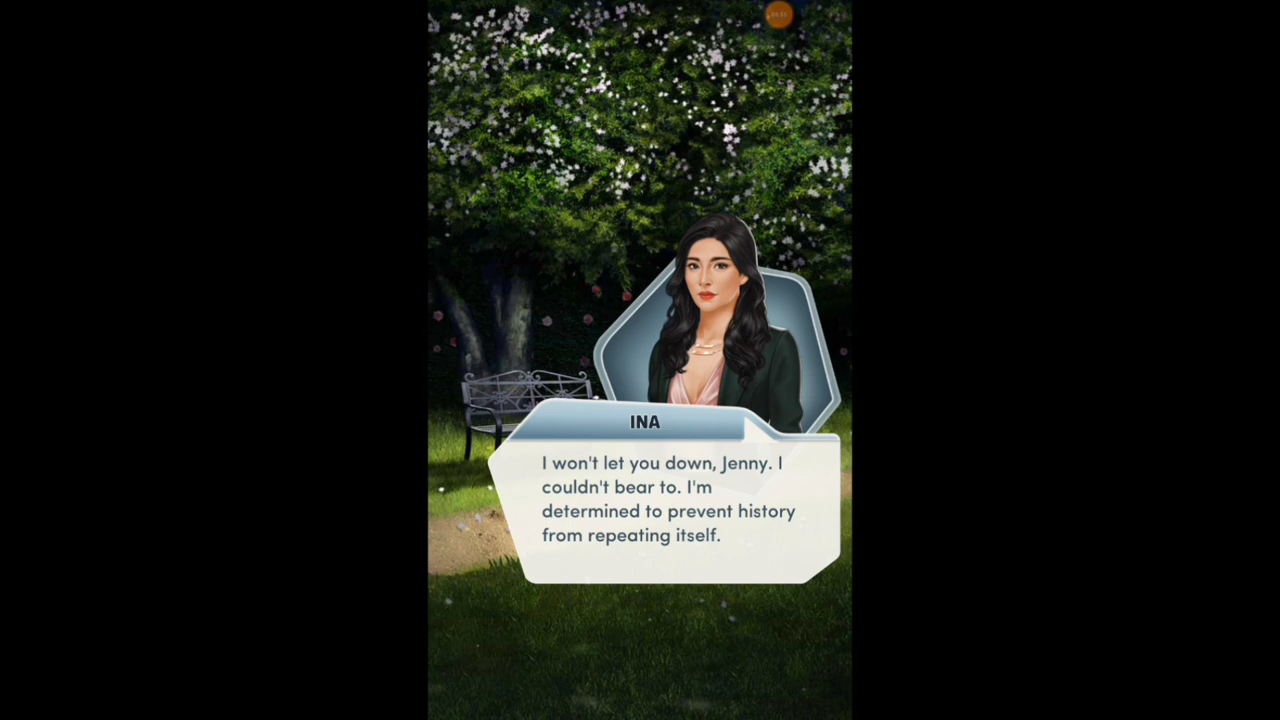 INA
I won't let you down, Jenny. I
couldn't bear to. I'm
determined to prevent history
from repeating itself.